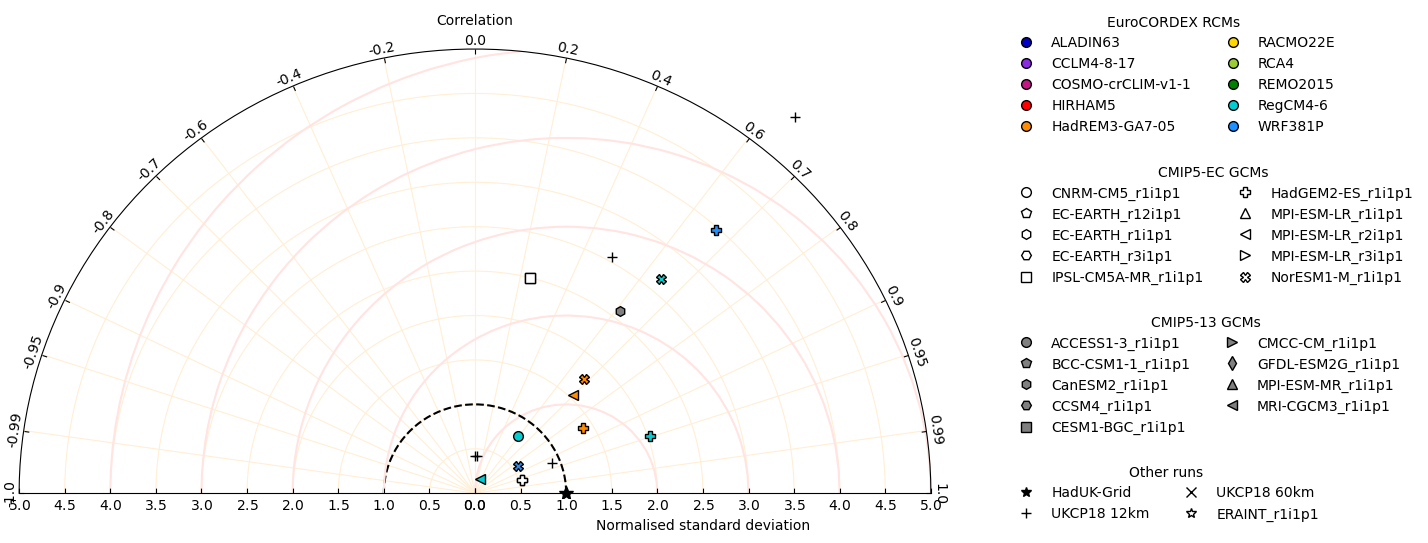 Correlation
0.0
-0.2
0.2
-0.4
0.4
-0.6
0.6
-0.7
0.7
-0.8
0.8
-0.9
0.9
-0.95
0.95
-0.99
0.99
-1.0
1.0
5.0 4.5 4.0 3.5 3.0 2.5 2.0 1.5 1.0 0.5 0.0 0.5 1.0 1.5 2.0 2.5 3.0 3.5 4.0 4.5 5.0
Normalised standard deviation
EuroCORDEX RCMs
ALADIN63 RACMO22E
CCLM4-8-17 RCA4
COSMO-crCLIM-v1-1 REMO2015
HIRHAM5 RegCM4-6
HadREM3-GA7-05 WRF381P
CMIP5-EC GCMs
CNRM-CM5_r1i1p1 HadGEM2-ES_r1i1p1
EC-EARTH_r12i1p1 MPI-ESM-LR_r1i1p1
EC-EARTH_r1i1p1 MPI-ESM-LR_r2i1p1
EC-EARTH_r3i1p1 MPI-ESM-LR_r3i1p1
IPSL-CM5A-MR_r1i1p1 NorESM1-M_r1i1p1
CMIP5-13 GCMs
ACCESS1-3_r1i1p1 CMCC-CM_r1i1p1
BCC-CSM1-1_r1i1p1 GFDL-ESM2G_r1i1p1
CanESM2_r1i1p1 MPI-ESM-MR_r1i1p1
CCSM4_r1i1p1 MRI-CGCM3_r1i1p1
CESM1-BGC_r1i1p1
Other runs
HadUK-Grid UKCP18 60km
UKCP18 12km ERAINT_r1i1p1